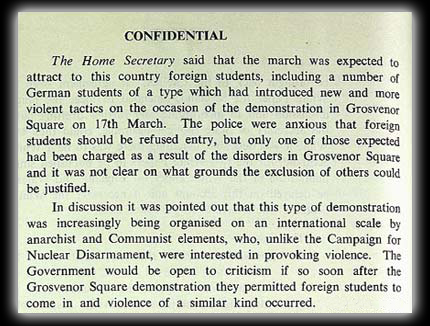 CONFIDENTIAL
The Home Secretary said that the march was expected to
attract to this country foreign students, including a number of
German students of a type which had introduced new and more
violent tactics on the occasion of the demonstration in Grosvenor
Square on 17th March. The police were anxious that foreign
students should be refused entry, but only one of those expected
had been charged as a result of the disorders in Grosvenor Square
and it was not clear on what grounds the exclusion of others could
be justified.
In discussion it was pointed out that this type of demonstration
was increasingly being organised on an international scale by
anarchist and Communist elements, who, unlike the Campaign for
Nuclear Disarmament, were interested in provoking violence. The
Government would be open to criticism if so soon after the
Grosvenor Square demonstration they permitted foreign students to
come in and violence of a similar kind occurred.